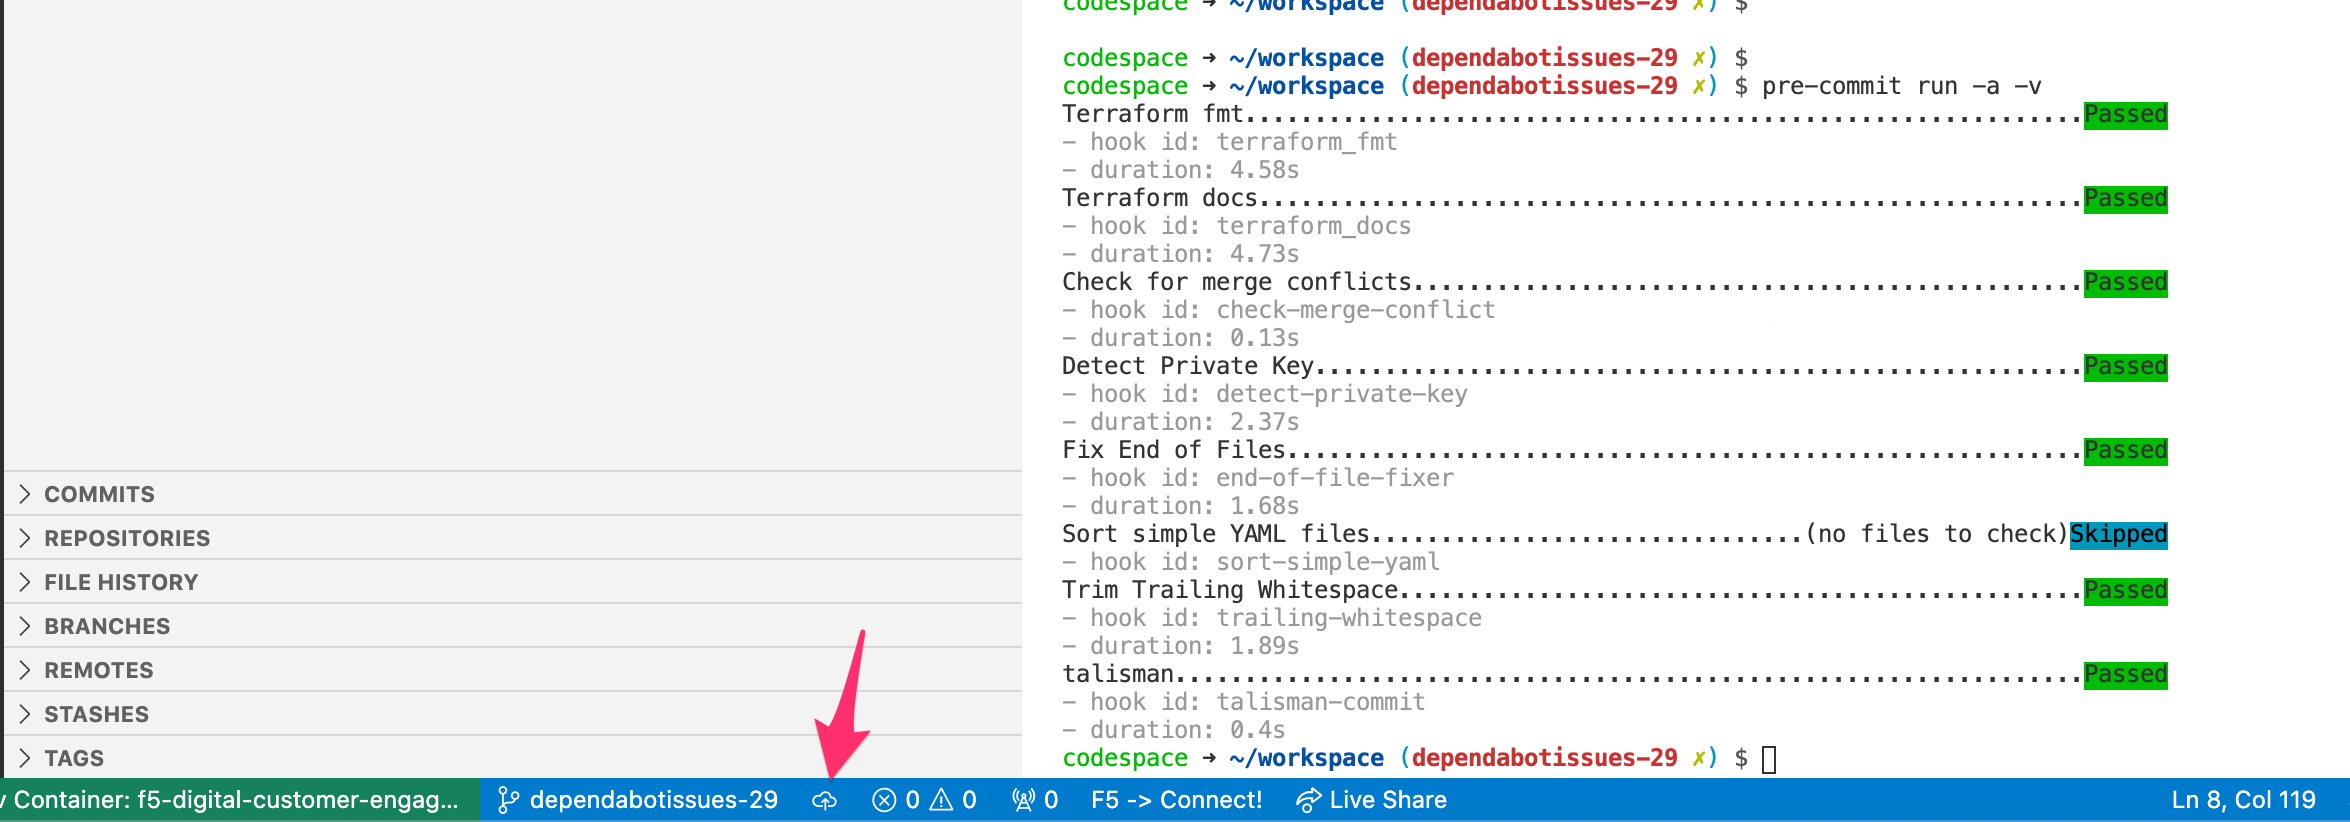 codespace ➜ ~/workspace (dependabotissues-29 ✗) $
codespace ➜ ~/workspace (dependabotissues-29 ✗) $
codespace ➜ ~/workspace (dependabotissues-29 ✗) $ pre-commit run -a -v
Terraform fmt............................................................Passed
- hook id: terraform_fmt
- duration: 4.58s
Terraform docs...........................................................Passed
- hook id: terraform_docs
- duration: 4.73s
Check for merge conflicts................................................Passed
- hook id: check-merge-conflict
- duration: 0.13s
Detect Private Key.......................................................Passed
- hook id: detect-private-key
- duration: 2.37s
Fix End of Files.........................................................Passed
- hook id: end-of-file-fixer
- duration: 1.68s
Sort simple YAML files...............................(no files to check)Skipped
- hook id: sort-simple-yaml
Trim Trailing Whitespace.................................................Passed
- hook id: trailing-whitespace
- duration: 1.89s
talisman.................................................................Passed
- hook id: talisman-commit
- duration: 0.4s
codespace ➜ ~/workspace (dependabotissues-29 ✗) $
COMMITS
REPOSITORIES
FILE HISTORY
BRANCHES
REMOTES
STASHES
TAGS
Container: f5-digital-customer-engag... dependabotissues-29 0 0 0 F5 -> Connect! Live Share Ln 8, Col 119